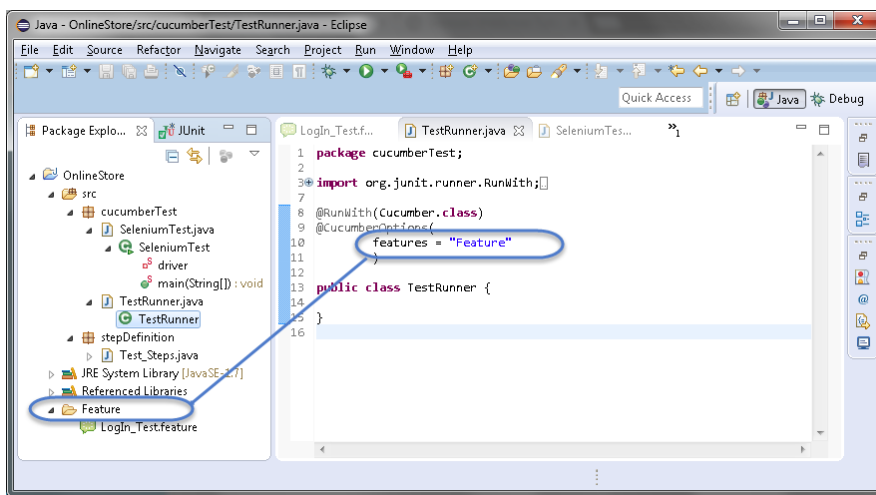 Java - OnlineStore/src/cucumberTest/TestRunner.java - Eclipse
File Edit Source Refactor Navigate Search Project Run Window Help
Quick Access Java Debug
Package Explo... JUnit
OnlineStore
src
cucumberTest
SeleniumTest.java
SeleniumTest
driver
main(String[]) : void
TestRunner.java
TestRunner
stepDefinition
Test_Steps.java
JRE System Library [JavaSE-1.7]
Referenced Libraries
Feature
LogIn_Test.feature
LogIn_Test.f... TestRunner.java SeleniumTes... »1
1 package cucumberTest;
2
3 import org.junit.runner.RunWith;
7
8 @RunWith(Cucumber.class)
9 @CucumberOptions(
10 features = "Feature"
11 )
12
13 public class TestRunner {
14
15 }
16